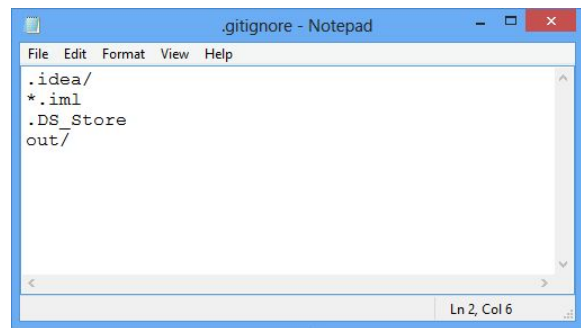 .gitignore - Notepad
File Edit Format View Help
.idea/
*.iml
.DS_Store
out/
Ln 2, Col 6